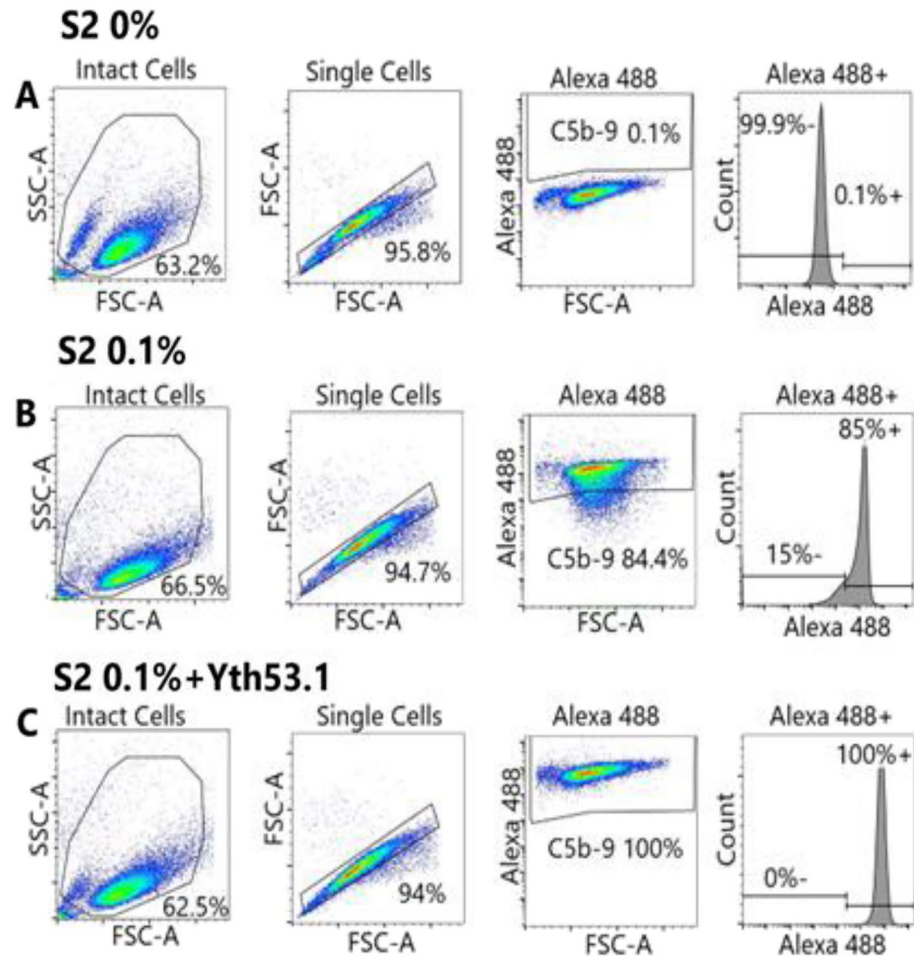 S2 0%
A
Intact Cells
SSC-A
63.2%
FSC-A
Single Cells
FSC-A
95.8%
FSC-A
Alexa 488
Alexa 488
C5b-9 0.1%
FSC-A
Alexa 488+
Count
99.9%-
0.1%+
Alexa 488
S2 0.1%
B
Intact Cells
SSC-A
66.5%
FSC-A
Single Cells
FSC-A
94.7%
FSC-A
Alexa 488
Alexa 488
C5b-9 84.4%
FSC-A
Alexa 488+
Count
85%+
15%-
Alexa 488
S2 0.1%+Yth53.1
C
Intact Cells
SSC-A
62.5%
FSC-A
Single Cells
FSC-A
94%
FSC-A
Alexa 488
Alexa 488
C5b-9 100%
FSC-A
Alexa 488+
Count
100%+
0%-
Alexa 488